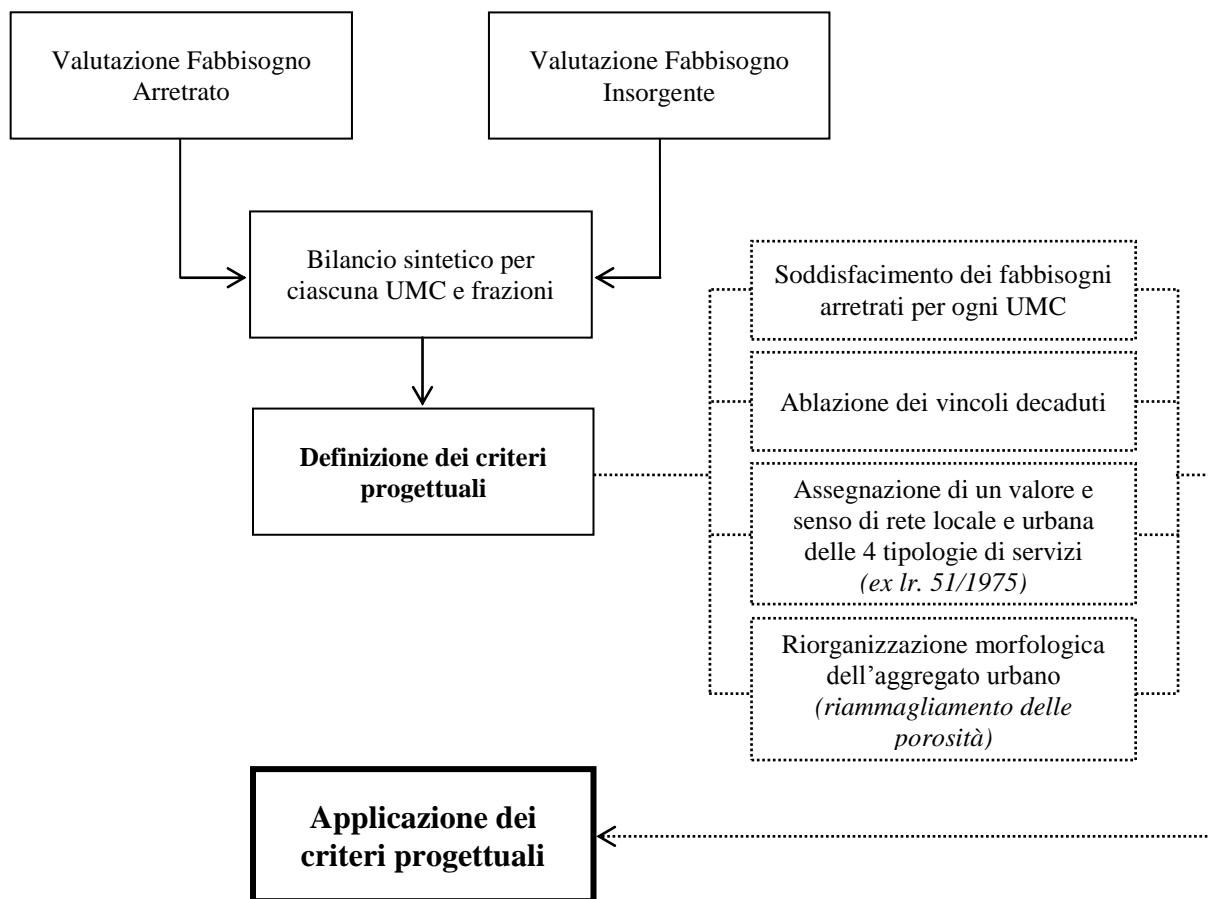 Valutazione Fabbisogno
Arretrato
Valutazione Fabbisogno
Insorgente
Bilancio sintetico per
ciascuna UMC e frazioni
Definizione dei criteri
progettuali
Soddisfacimento dei fabbisogni
arretrati per ogni UMC
Ablazione dei vincoli decaduti
Assegnazione di un valore e
senso di rete locale e urbana
delle 4 tipologie di servizi
(ex lr. 51/1975)
Riorganizzazione morfologica
dell’aggregato urbano
(riammagliamento delle
porosità)
Applicazione dei
criteri progettuali